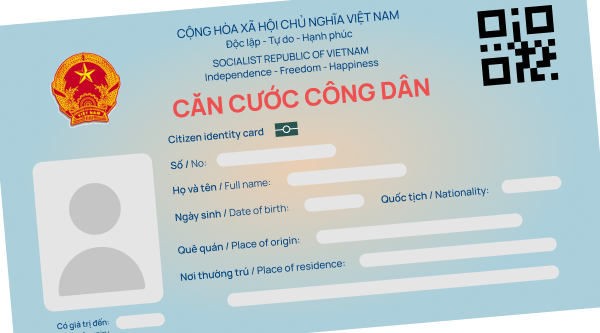 CỘNG HÒA XÃ HỘI CHỦ NGHĨA VIỆT NAM
Độc lập - Tự do - Hạnh phúc
SOCIALIST REPUBLIC OF VIETNAM
Independence - Freedom - Happiness
CĂN CƯỚC CÔNG DÂN
Citizen identity card
Số / No:
Họ và tên / Full name:
Ngày sinh / Date of birth:
Quốc tịch / Nationality:
Quê quán / Place of origin:
Nơi thường trú / Place of residence:
Có giá trị đến: